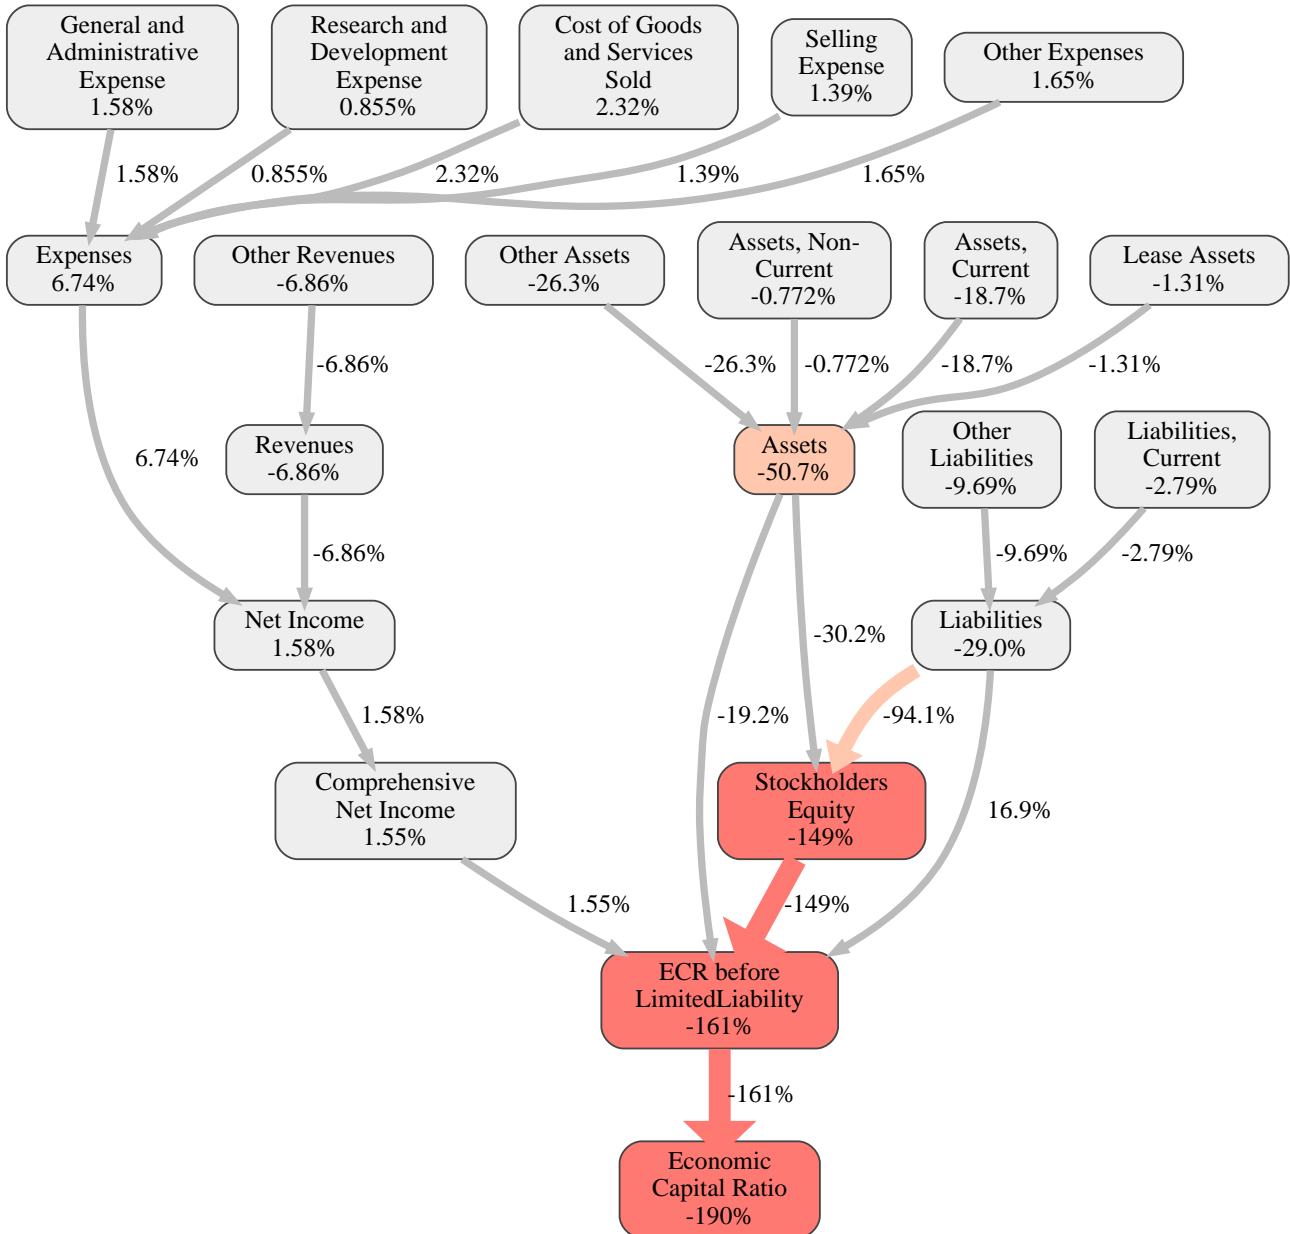 General and
Administrative
Expense
1.58%
Research and
Development
Expense
0.855%
Cost of Goods
and Services
Sold
2.32%
Selling
Expense
1.39%
Other Expenses
1.65%
1.58%
0.855%
2.32%
1.39%
1.65%
Expenses
6.74%
Other Revenues
-6.86%
Other Assets
-26.3%
Assets, Non-
Current
-0.772%
Assets,
Current
-18.7%
Lease Assets
-1.31%
-6.86%
-26.3%
-0.772%
-18.7%
-1.31%
6.74%
Revenues
-6.86%
Assets
-50.7%
Other
Liabilities
-9.69%
Liabilities,
Current
-2.79%
-6.86%
-9.69%
-2.79%
Net Income
1.58%
-30.2%
Liabilities
-29.0%
1.58%
-19.2%
-94.1%
Comprehensive
Net Income
1.55%
Stockholders
Equity
-149%
16.9%
1.55%
-149%
ECR before
LimitedLiability
-161%
-161%
Economic
Capital Ratio
-190%